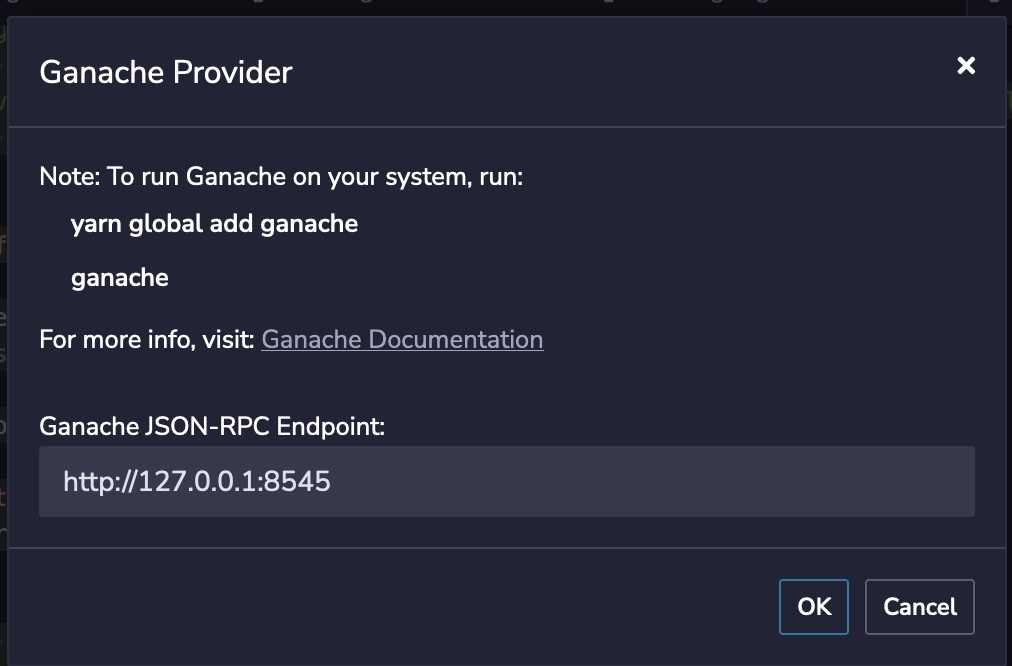 Ganache Provider
Note: To run Ganache on your system, run:
yarn global add ganache
ganache
For more info, visit: Ganache Documentation
Ganache JSON-RPC Endpoint:
http://127.0.0.1:8545
OK Cancel